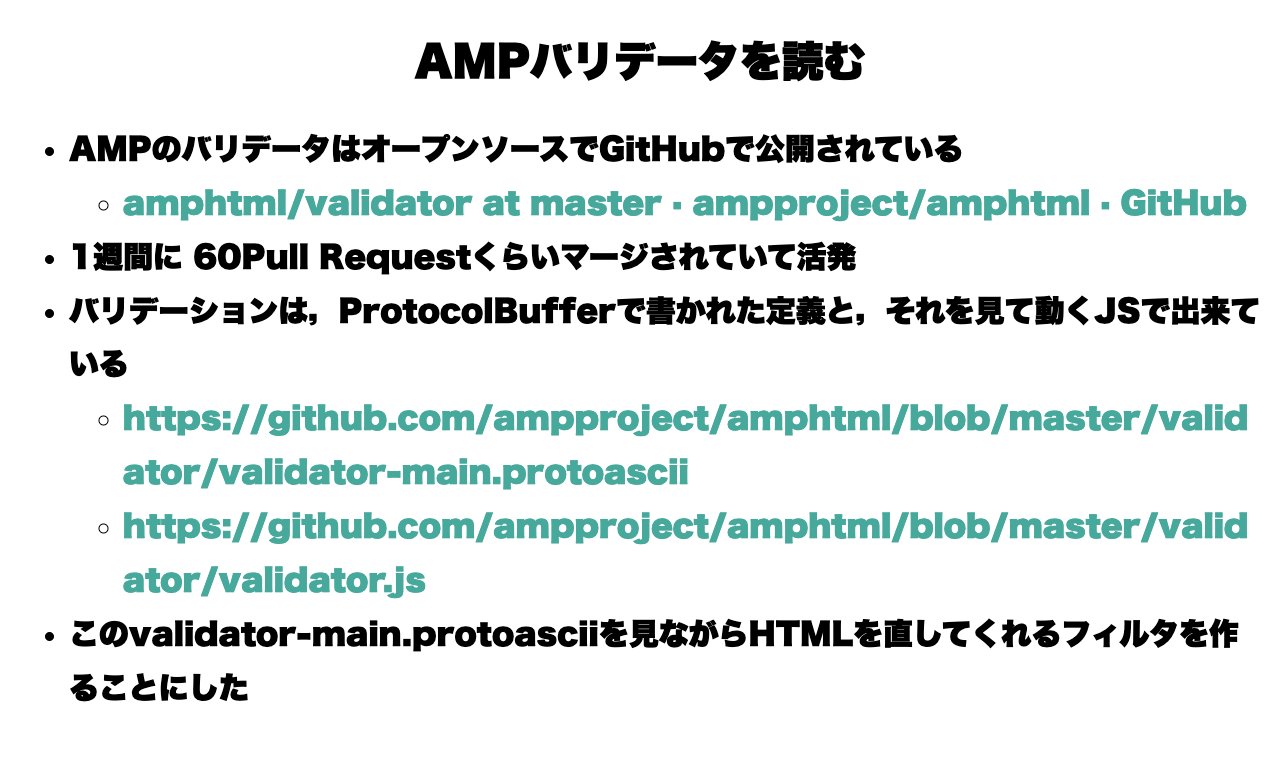 AMPバリデータを読む
AMPのバリデータはオープンソースでGitHubで公開されている
amphtml/validator at master · ampproject/amphtml · GitHub
1週間に 60Pull Requestくらいマージされていて活発
バリデーションは，ProtocolBufferで書かれた定義と，それを見て動くJSで出来て
いる
https://github.com/ampproject/amphtml/blob/master/valid
ator/validator-main.protoascii
https://github.com/ampproject/amphtml/blob/master/valid
ator/validator.js
このvalidator-main.protoasciiを見ながらHTMLを直してくれるフィルタを作
ることにした